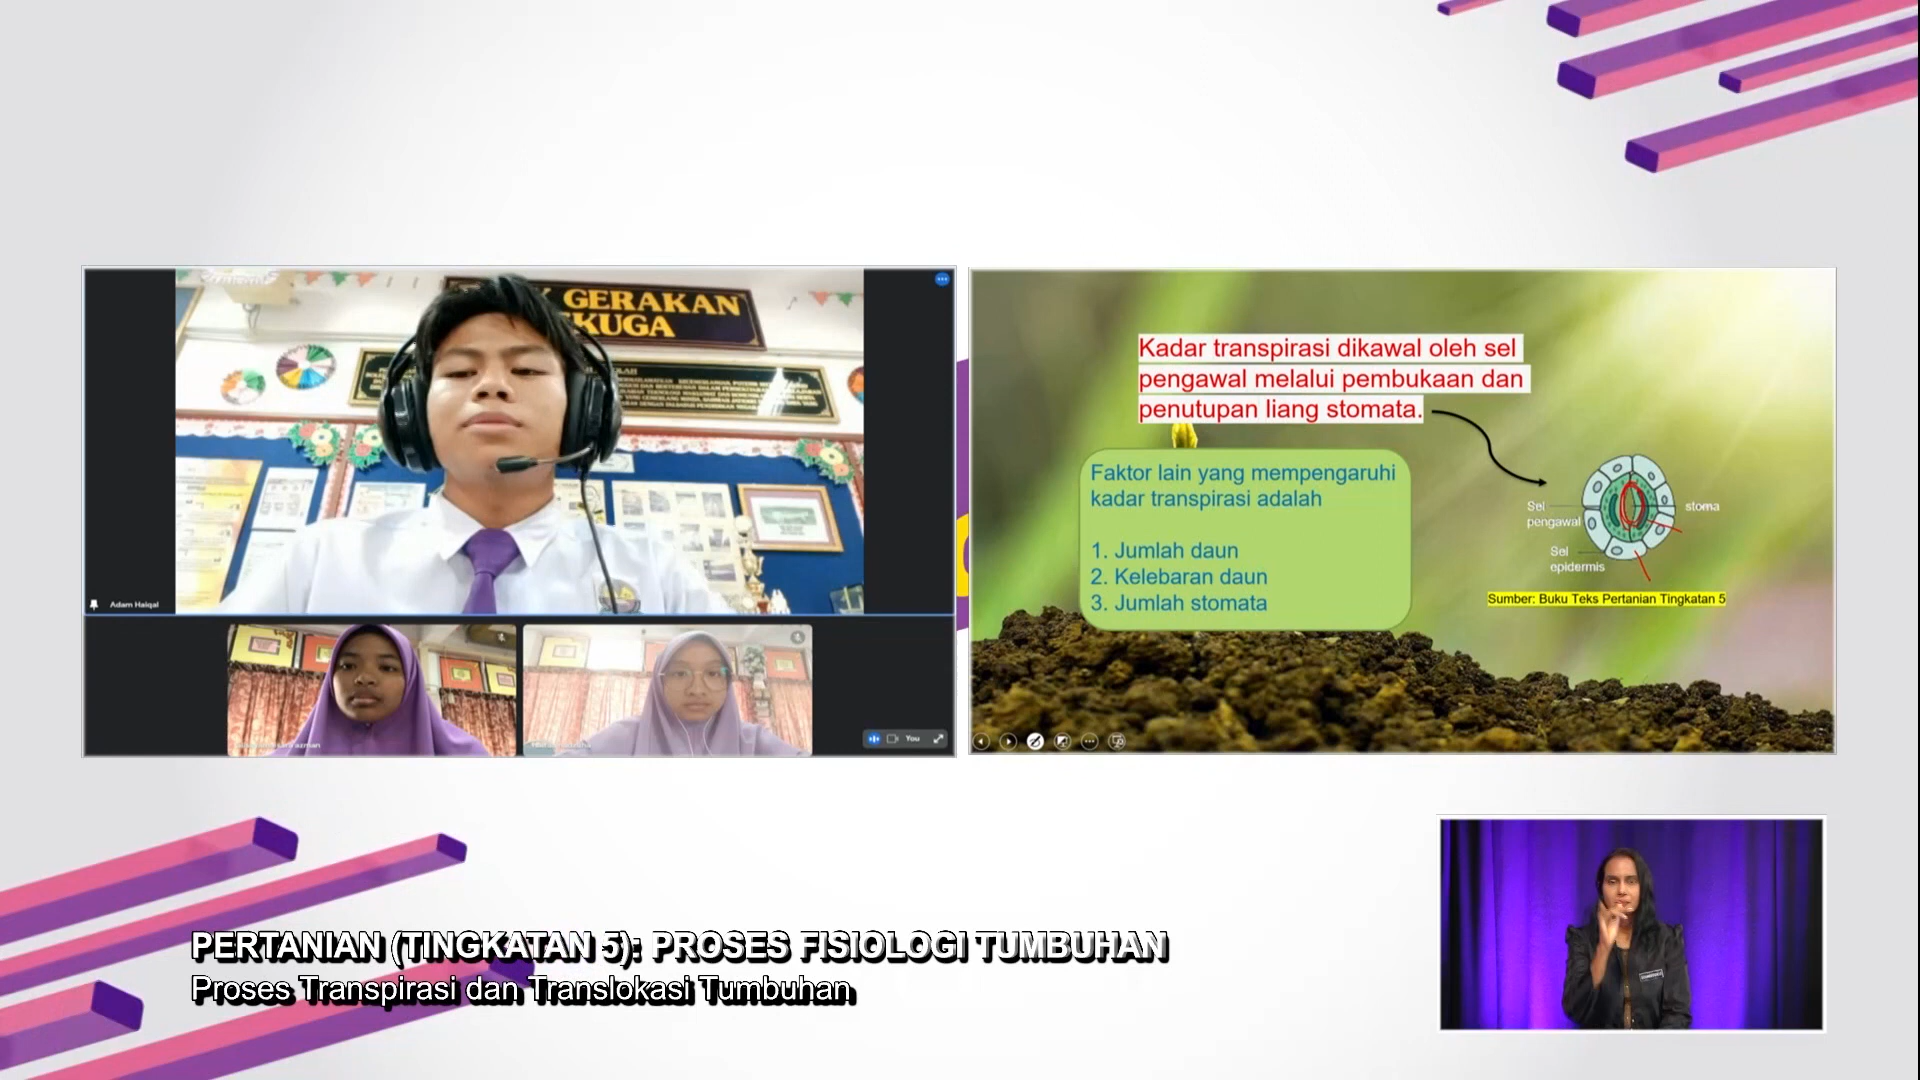 GERAKAN
KUGA
Adam Haiqal
You
Kadar transpirasi dikawal oleh sel
pengawal melalui pembukaan dan
penutupan liang stomata.
Faktor lain yang mempengaruhi
kadar transpirasi adalah
1. Jumlah daun
2. Kelebaran daun
3. Jumlah stomata
Sel
pengawal
stoma
Sel
epidermis
Sumber: Buku Teks Pertanian Tingkatan 5
PERTANIAN (TINGKATAN 5): PROSES FISIOLOGI TUMBUHAN
Proses Transpirasi dan Translokasi Tumbuhan